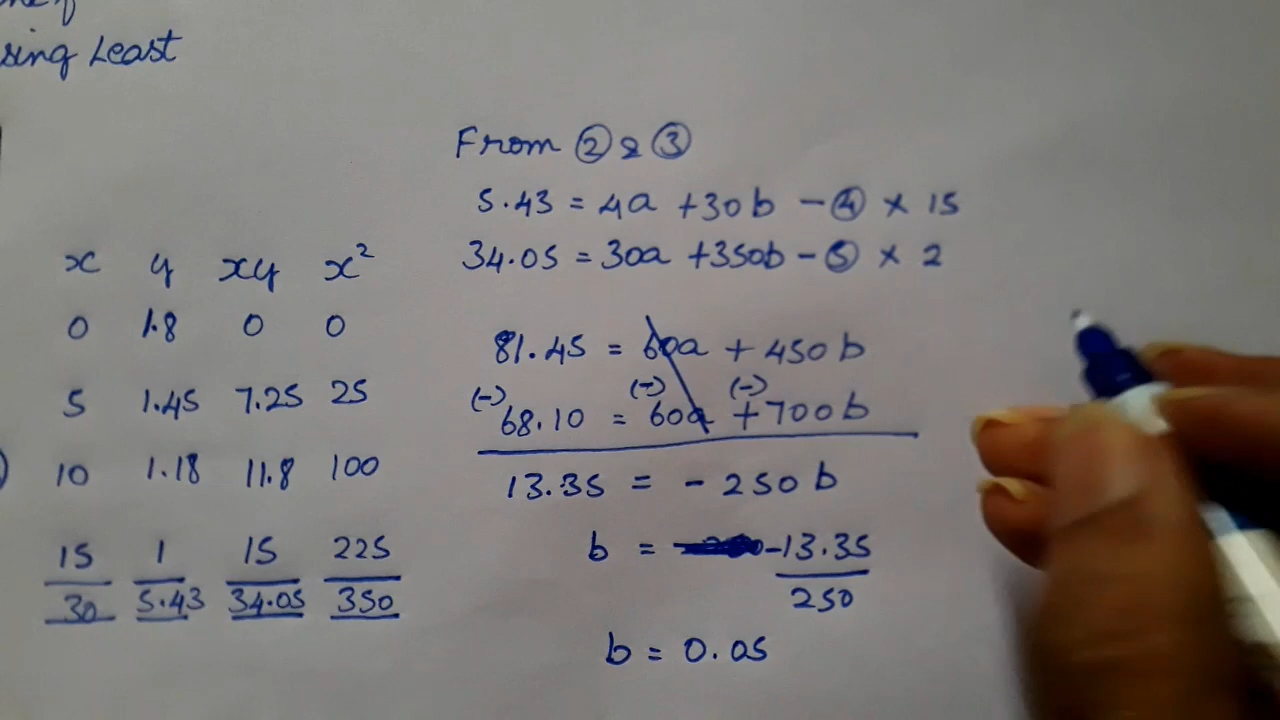 sing Least
From ② & ③
5.43 = 4a + 30b - ④ × 15
34.05 = 30a + 350b - ⑤ × 2
x y xy x²
0 1.8 0 0
5 1.45 7.25 25
10 1.18 11.8 100
15 1 15 225
30 5.43 34.05 350
81.45 = 60a + 450b
(-) (-) (-)
68.10 = 60a + 700b
13.35 = - 250b
b = -13.35
250
b = 0.05